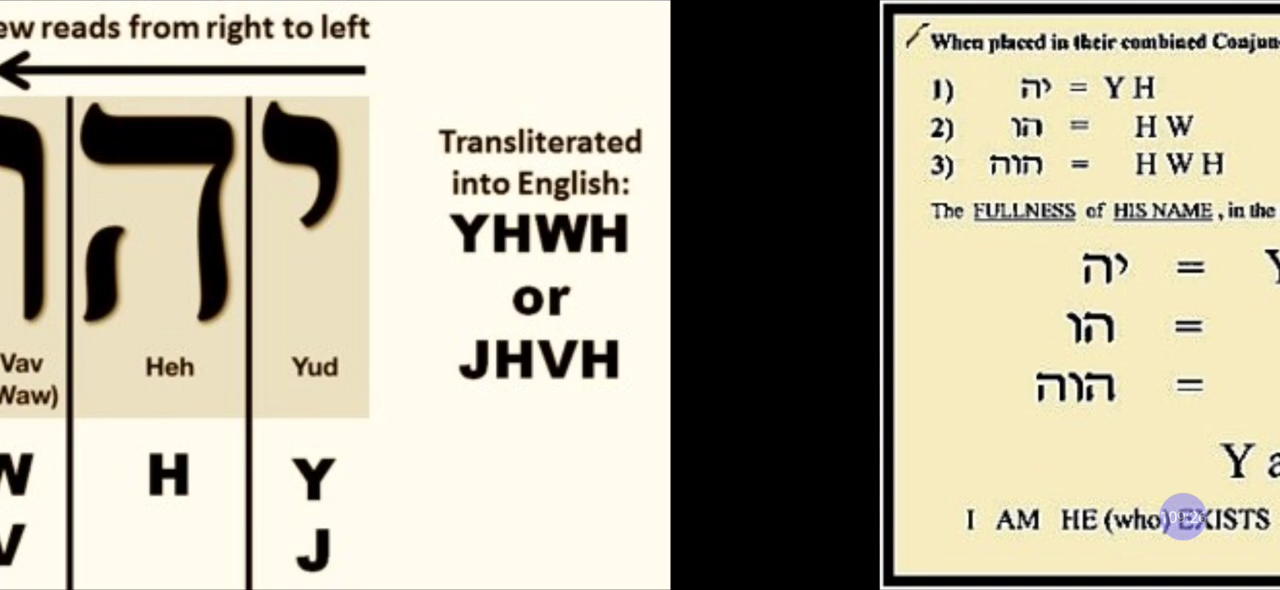 ew reads from right to left
יה
Vav Heh Yud
Waw)
W H Y
V J
Transliterated
into English:
YHWH
or
JHVH
When placed in their combined
1) יה = Y H
2) הו = H W
3) הוה = H W H
The FULLNESS of HIS NAME , in the
יה = Y
הו =
הוה =
Y a
I AM HE (who) EXISTS